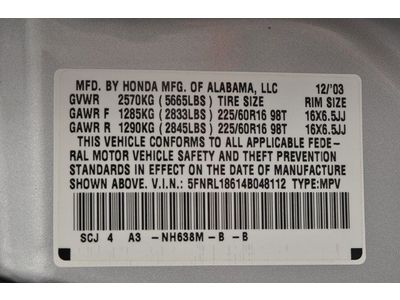 MFD. BY HONDA MFG. OF ALABAMA, LLC 12/'03
GVWR 2570KG (5665LBS) TIRE SIZE RIM SIZE
GAWR F 1285KG (2833LBS) 225/60R16 98T 16X6.5JJ
GAWR R 1290KG (2845LBS) 225/60R16 98T 16X6.5JJ
THIS VEHICLE CONFORMS TO ALL APPLICABLE FEDE-
RAL MOTOR VEHICLE SAFETY AND THEFT PREVENTION
STANDARDS IN EFFECT ON THE DATE OF
MANUFACTURE SHOWN ABOVE.
PASSENGER CAR V.I.N.: 5FNRL18614B048112 TYPE:MPV
SCJ 4 A3 -NH638M- B - B